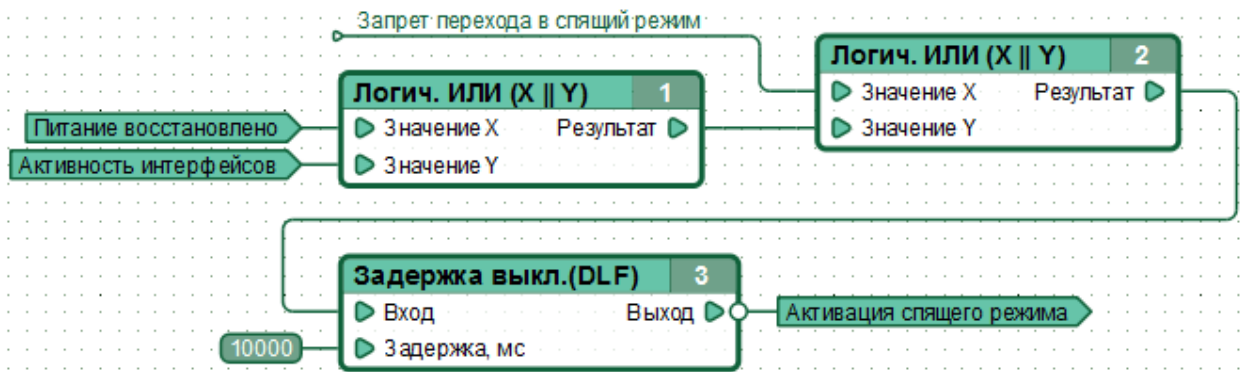 Запрет перехода в спящий режим
Логич. ИЛИ (X || Y) 2
Значение X Результат
Значение Y
Логич. ИЛИ (X || Y) 1
Значение X Результат
Значение Y
Питание восстановлено
Активность интерфейсов
Задержка выкл.(DLF) 3
Вход Выход
Задержка, мс
10000
Активация спящего режима